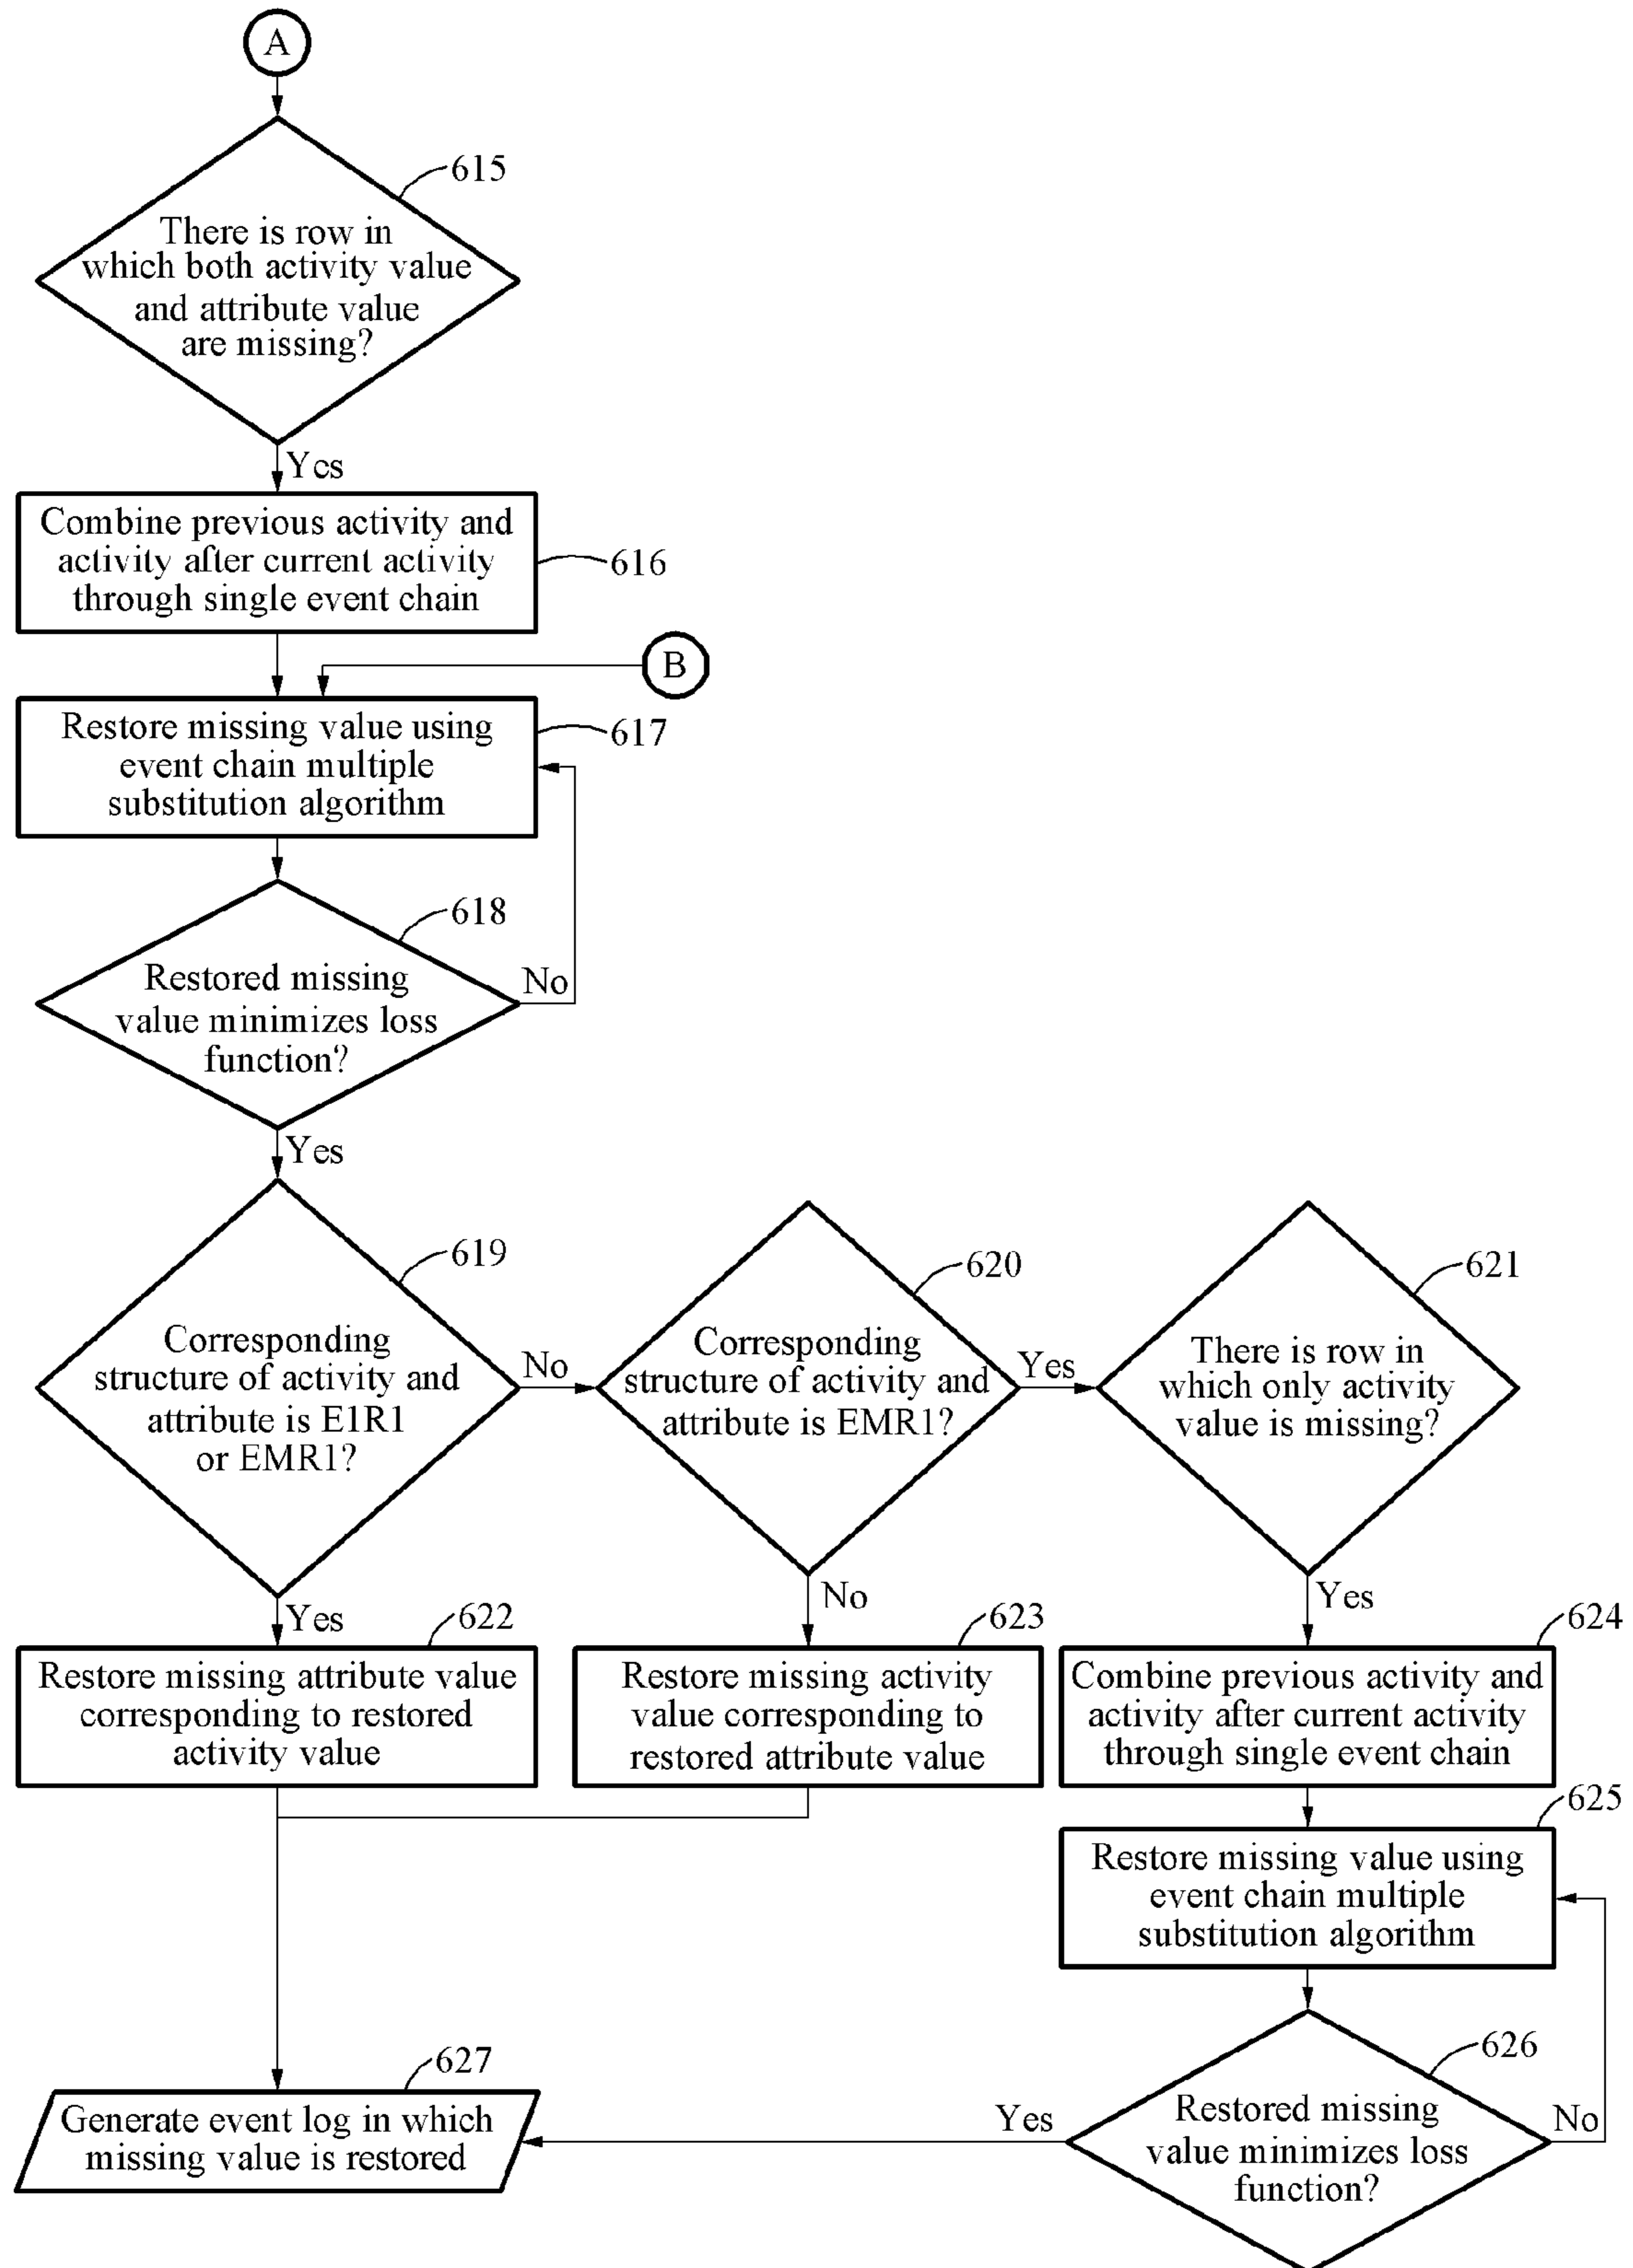 A
615
There is row in
which both activity value
and attribute value
are missing?
Yes
Combine previous activity and
activity after current activity
through single event chain
616
B
Restore missing value using
event chain multiple
substitution algorithm
617
618
Restored missing
value minimizes loss
function?
No
Yes
619
Corresponding
structure of activity and
attribute is E1R1
or EMR1?
No
620
Corresponding
structure of activity and
attribute is EMR1?
Yes
621
There is row in
which only activity
value is missing?
Yes
No
Yes
622
Restore missing attribute value
corresponding to restored
activity value
623
Restore missing activity
value corresponding to
restored attribute value
624
Combine previous activity and
activity after current activity
through single event chain
625
Restore missing value using
event chain multiple
substitution algorithm
626
Restored missing
value minimizes loss
function?
No
Yes
627
Generate event log in which
missing value is restored